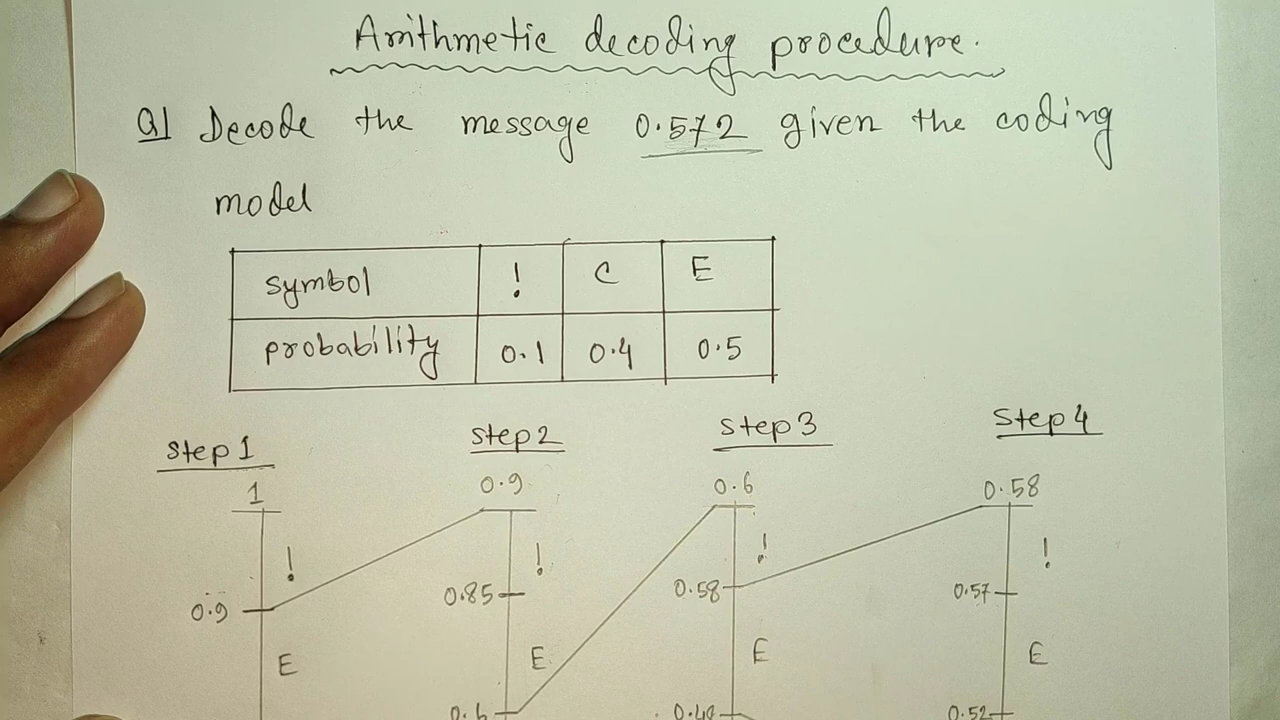 Arithmetic decoding procedure.
Q1 Decode the message 0.572 given the coding
model
symbol ! C E
probability 0.1 0.4 0.5
Step 1 Step 2 Step 3 Step 4
1 0.9 0.6 0.58
! ! ! !
0.9 0.85 0.58 0.57
E E E E
0.52